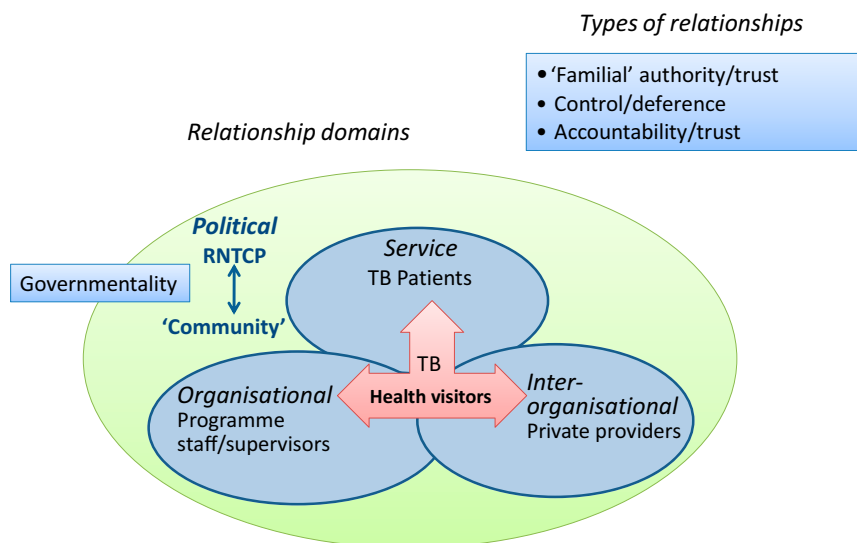 Types of relationships
• ‘Familial’ authority/trust
• Control/deference
• Accountability/trust
Relationship domains
Political
RNTCP
‘Community’
Governmentality
Service
TB Patients
TB
Health visitors
Organisational
Programme
staff/supervisors
Inter-
organisational
Private providers